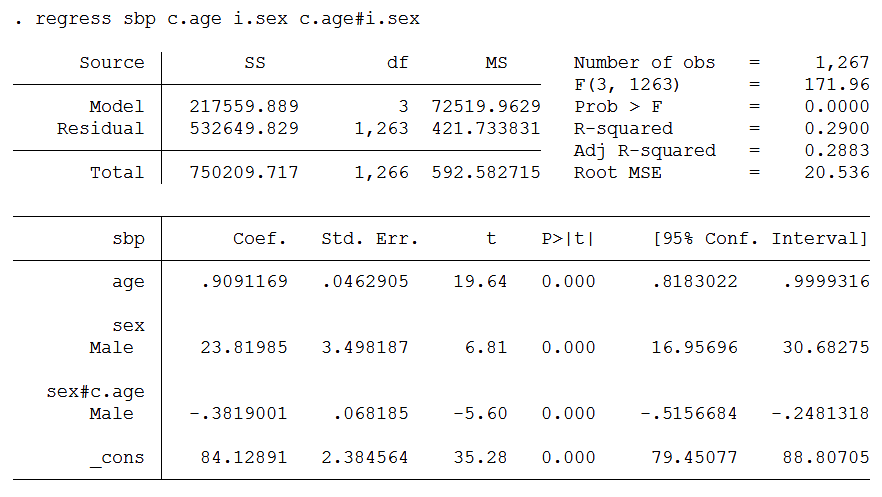 . regress sbp c.age i.sex c.age#i.sex
Source SS df MS Number of obs = 1,267
F(3, 1263) = 171.96
Model 217559.889 3 72519.9629 Prob > F = 0.0000
Residual 532649.829 1,263 421.733831 R-squared = 0.2900
Adj R-squared = 0.2883
Total 750209.717 1,266 592.582715 Root MSE = 20.536
sbp Coef. Std. Err. t P>|t| [95% Conf. Interval]
age .9091169 .0462905 19.64 0.000 .8183022 .9999316
sex
Male 23.81985 3.498187 6.81 0.000 16.95696 30.68275
sex#c.age
Male -.3819001 .068185 -5.60 0.000 -.5156684 -.2481318
_cons 84.12891 2.384564 35.28 0.000 79.45077 88.80705